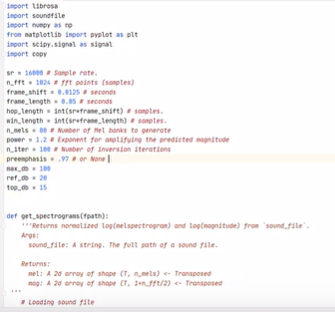 import librosa
import soundfile
import numpy as np
from matplotlib import pyplot as plt
import scipy.signal as signal
import copy
sr = 16000 # Sample rate.
n_fft = 1024 # fft points (samples)
frame_shift = 0.0125 # seconds
frame_length = 0.05 # seconds
hop_length = int(sr*frame_shift) # samples.
win_length = int(sr*frame_length) # samples.
n_mels = 80 # Number of Mel banks to generate
power = 1.2 # Exponent for amplifying the predicted magnitude
n_iter = 100 # Number of inversion iterations
preemphasis = .97 # or None
max_db = 100
ref_db = 20
top_db = 15
def get_spectrograms(fpath):
'''Returns normalized log(melspectrogram) and log(magnitude) from `sound_file`.
Args:
sound_file: A string. The full path of a sound file.
Returns:
mel: A 2d array of shape (T, n_mels) <- Transposed
mag: A 2d array of shape (T, 1+n_fft/2) <- Transposed
'''
# Loading sound file